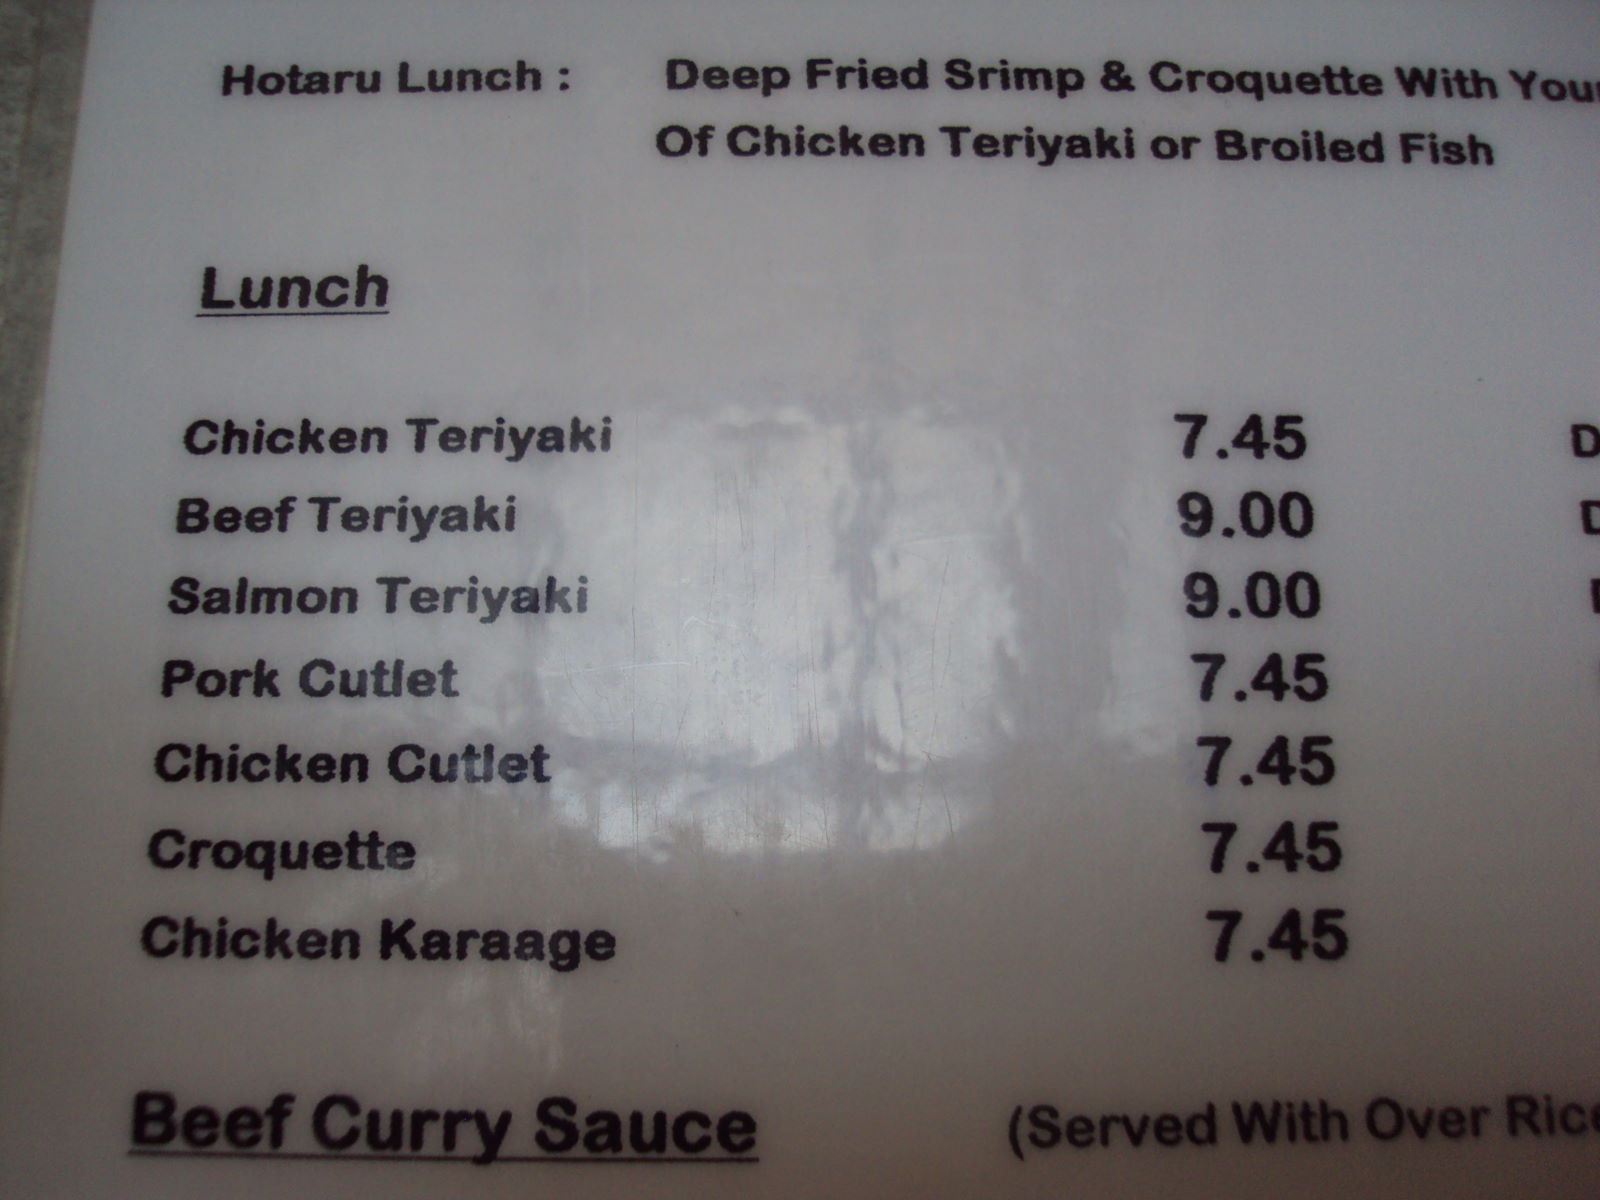 Hotaru Lunch : Deep Fried Srimp & Croquette With
Of Chicken Teriyaki or Broiled Fish
Lunch
Chicken Teriyaki 7.45
Beef Teriyaki 9.00
Salmon Teriyaki 9.00
Pork Cutlet 7.45
Chicken Cutlet 7.45
Croquette 7.45
Chicken Karaage 7.45
Beef Curry Sauce (Served With Over Rice